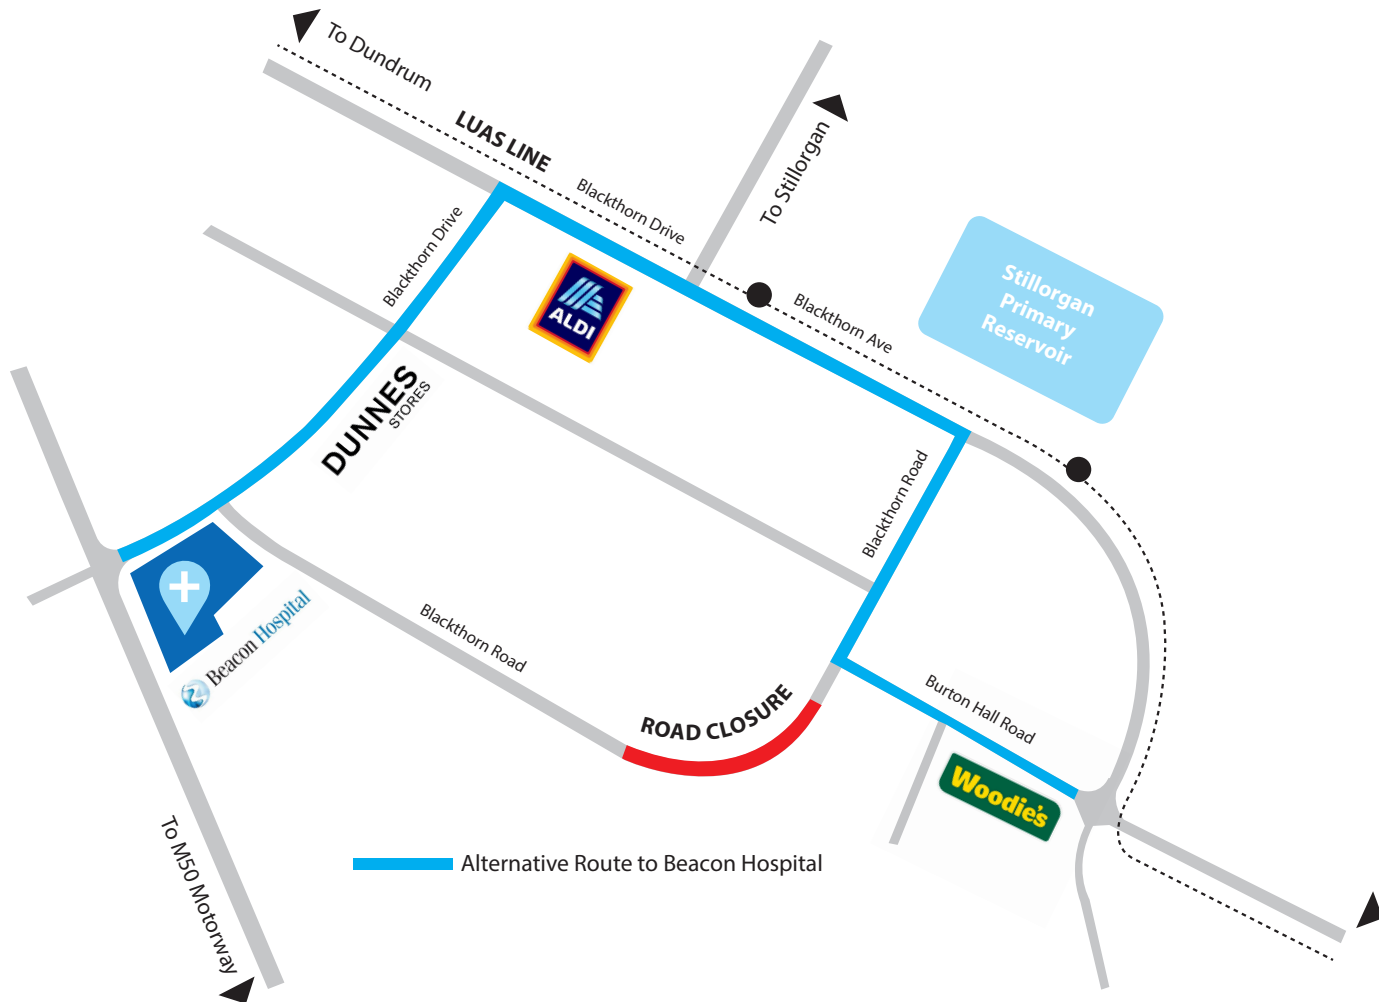 To Dundrum
LUAS LINE
Blackthorn Drive
To Stillorgan
Blackthorn Drive
Stillorgan
Primary
Reservoir
Blackthorn Ave
ALDI
DUNNES
STORES
Blackthorn Road
Beacon Hospital
Blackthorn Road
Burton Hall Road
ROAD CLOSURE
Woodie's
To M50 Motorway
Alternative Route to Beacon Hospital